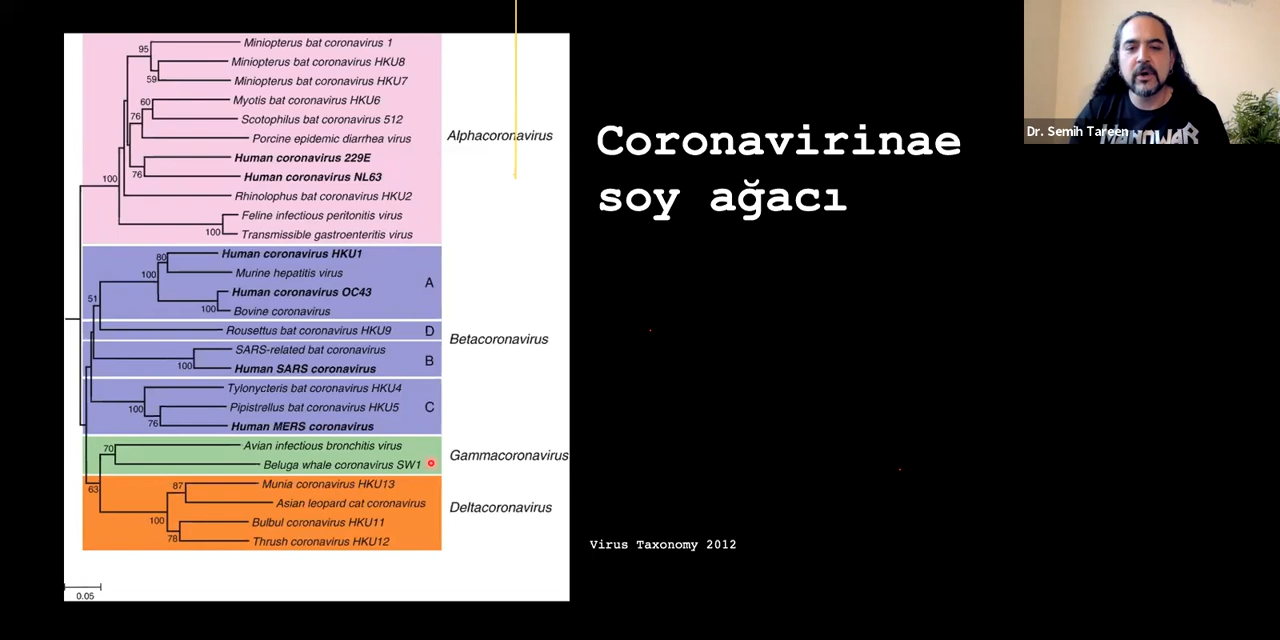 95
Miniopterus bat coronavirus 1
Miniopterus bat coronavirus HKU8
59
Miniopterus bat coronavirus HKU7
60
Myotis bat coronavirus HKU6
76
Scotophilus bat coronavirus 512
Porcine epidemic diarrhea virus
Alphacoronavirus
Human coronavirus 229E
76
Human coronavirus NL63
100
Rhinolophus bat coronavirus HKU2
Feline infectious peritonitis virus
100
Transmissible gastroenteritis virus
80
Human coronavirus HKU1
100
Murine hepatitis virus
A
51
Human coronavirus OC43
100
Bovine coronavirus
Rousettus bat coronavirus HKU9
D
Betacoronavirus
SARS-related bat coronavirus
B
100
Human SARS coronavirus
Tylonycteris bat coronavirus HKU4
100
Pipistrellus bat coronavirus HKU5
C
76
Human MERS coronavirus
70
Avian infectious bronchitis virus
Gammacoronavirus
Beluga whale coronavirus SW1
63
87
Munia coronavirus HKU13
Asian leopard cat coronavirus
Deltacoronavirus
100
Bulbul coronavirus HKU11
78
Thrush coronavirus HKU12
0.05
Coronavirinae
soy ağacı
Virus Taxonomy 2012
Dr. Semih Tareen
MANOWAR